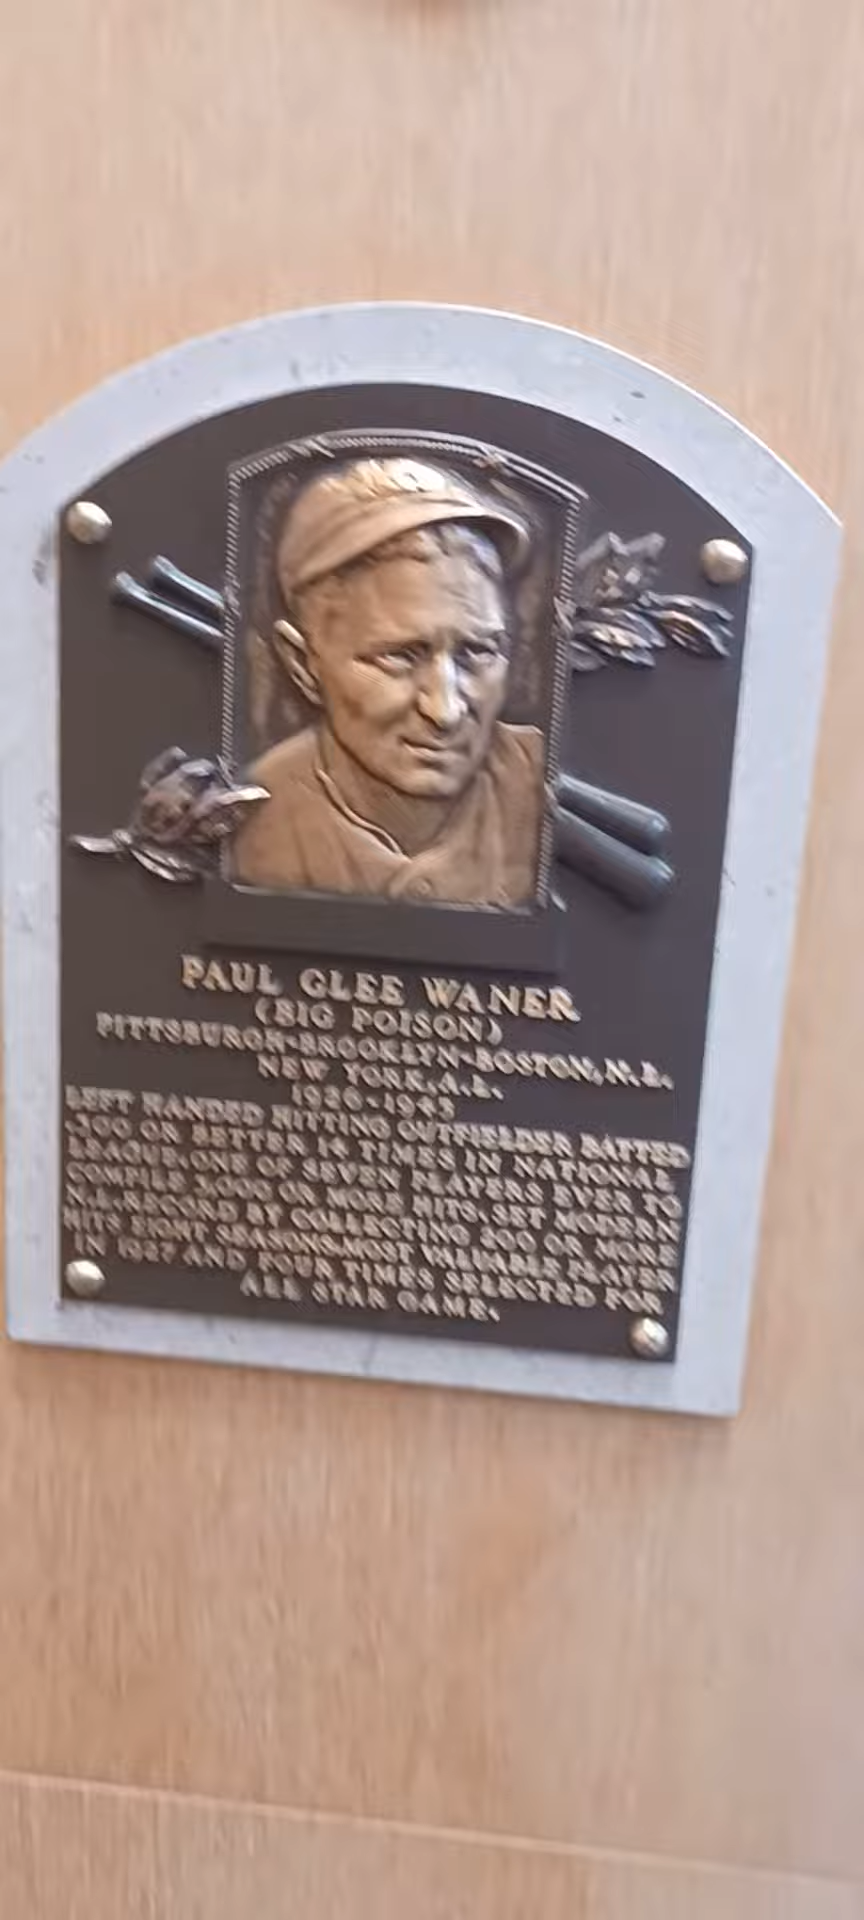 PAUL GLEE WANER
(BIG POISON)
PITTSBURGH-BROOKLYN-BOSTON, N.L.
NEW YORK, A.L.
1926-1945
LEFT HANDED HITTING OUTFIELDER BATTED
.300 OR BETTER 14 TIMES IN NATIONAL
LEAGUE. ONE OF SEVEN PLAYERS EVER TO
COMPILE 3,000 OR MORE HITS. SET MODERN
N.L. RECORD BY COLLECTING 200 OR MORE
HITS EIGHT SEASONS. MOST VALUABLE PLAYER
IN 1927 AND FOUR TIMES SELECTED FOR
ALL STAR GAME.